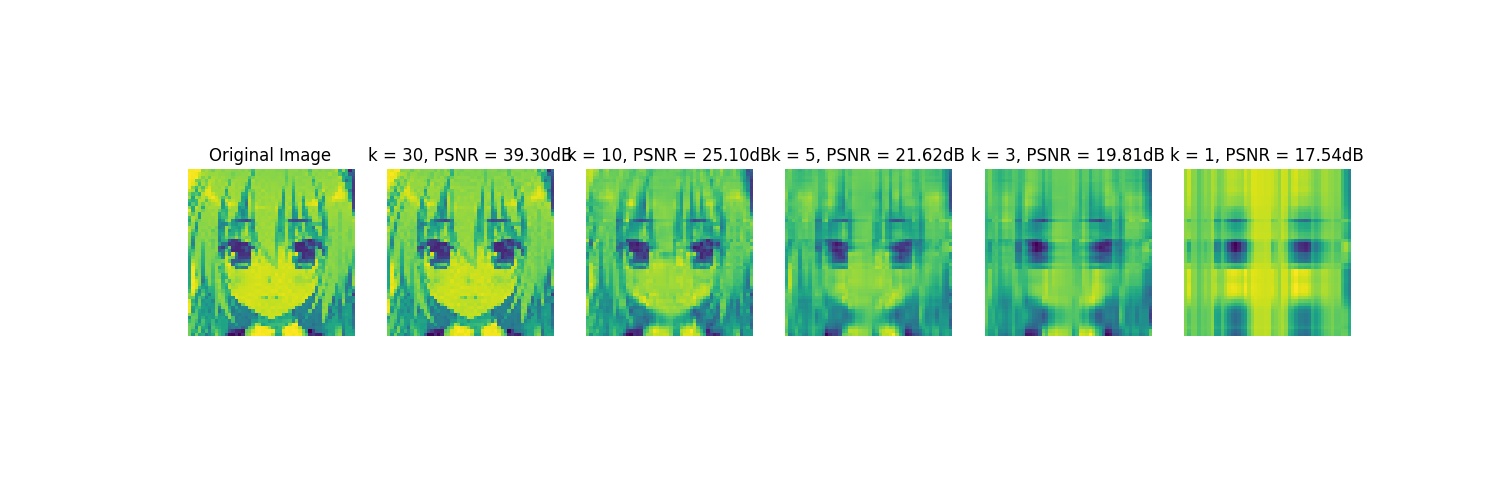 Original Image
k = 30, PSNR = 39.30dB
k = 10, PSNR = 25.10dB
k = 5, PSNR = 21.62dB
k = 3, PSNR = 19.81dB
k = 1, PSNR = 17.54dB